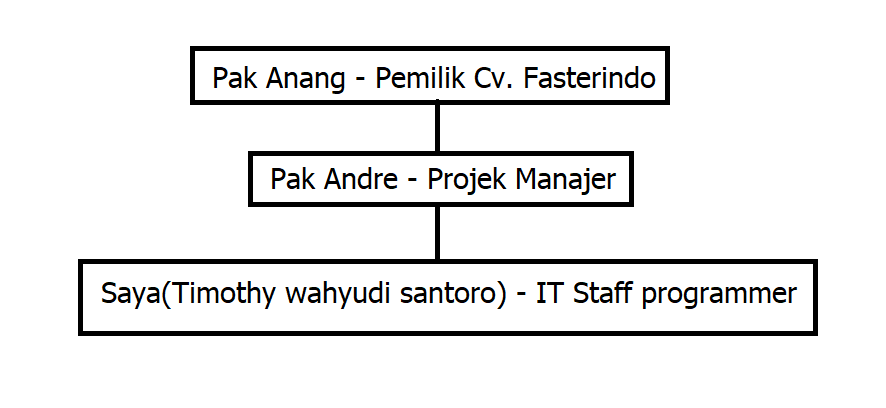 Pak Anang - Pemilik Cv. Fasterindo
Pak Andre - Projek Manajer
Saya(Timothy wahyudi santoro) - IT Staff programmer